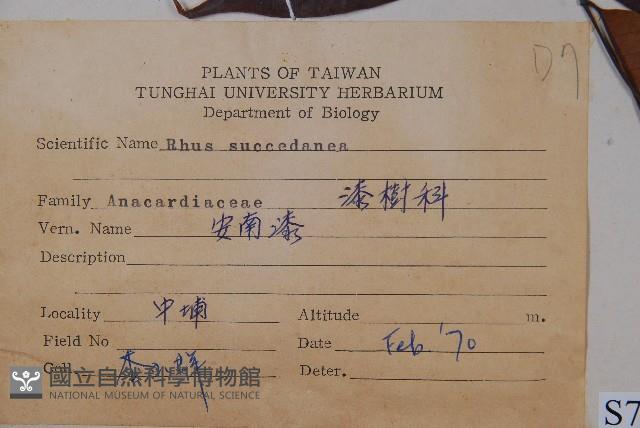 D7
PLANTS OF TAIWAN
TUNGHAI UNIVERSITY HERBARIUM
Department of Biology
Scientific Name Rhus succedanea
Family Anacardiaceae 漆樹科
Vern. Name 安南漆
Description
Locality 中埔 Altitude m.
Field No Date Feb. '70
Coll. Deter.
國立自然科學博物館
NATIONAL MUSEUM OF NATURAL SCIENCE
S7